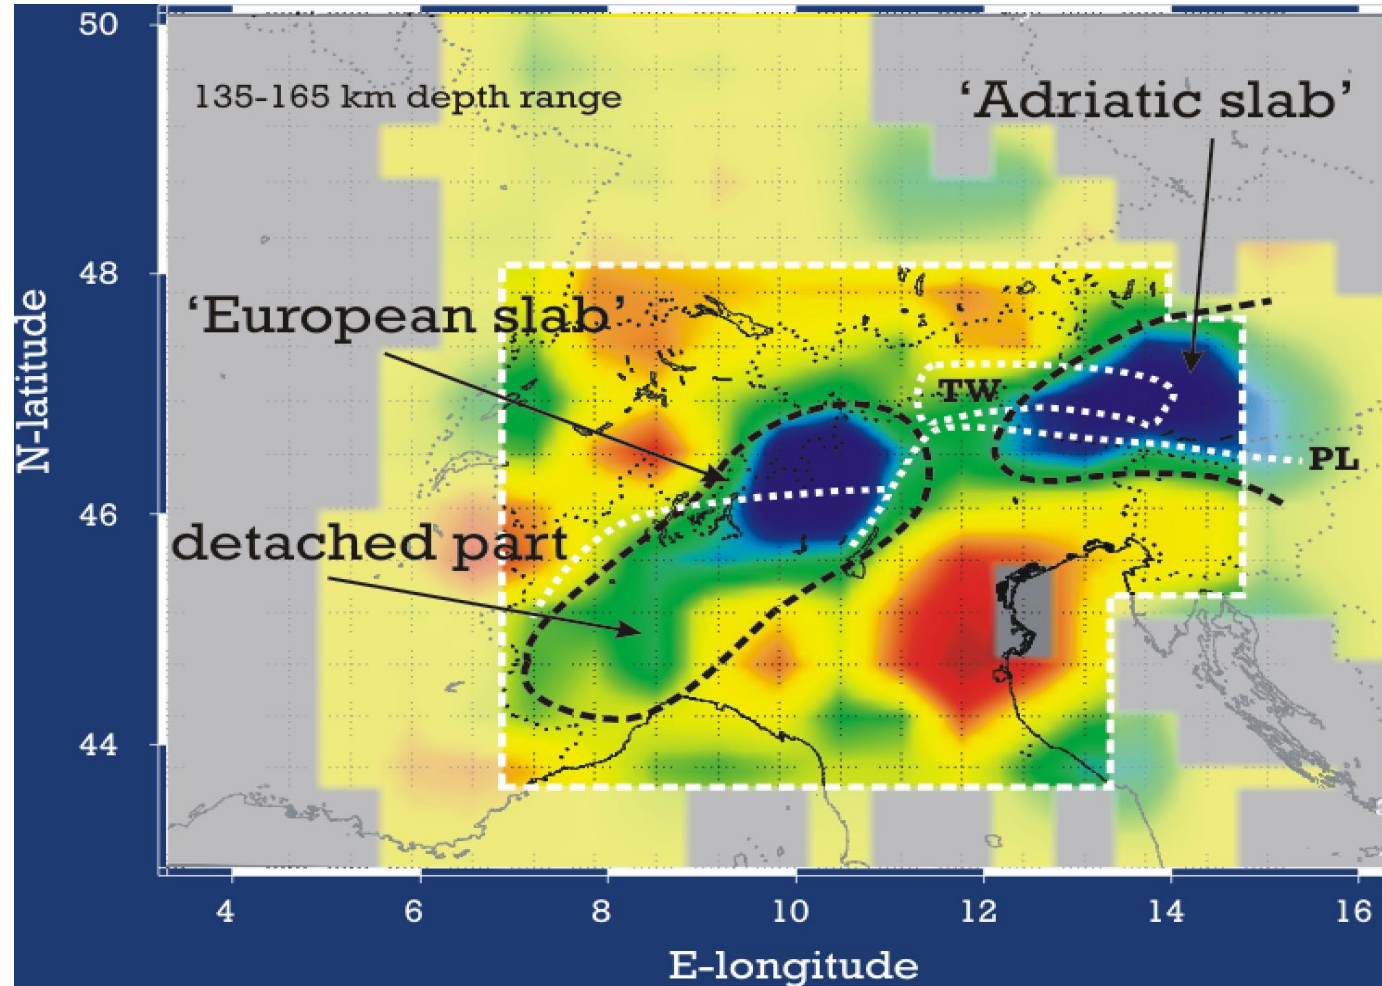 50
135-165 km depth range
‘Adriatic slab’
48
‘European slab’
TW
PL
46
detached part
44
4 6 8 10 12 14 16
E-longitude
N-latitude